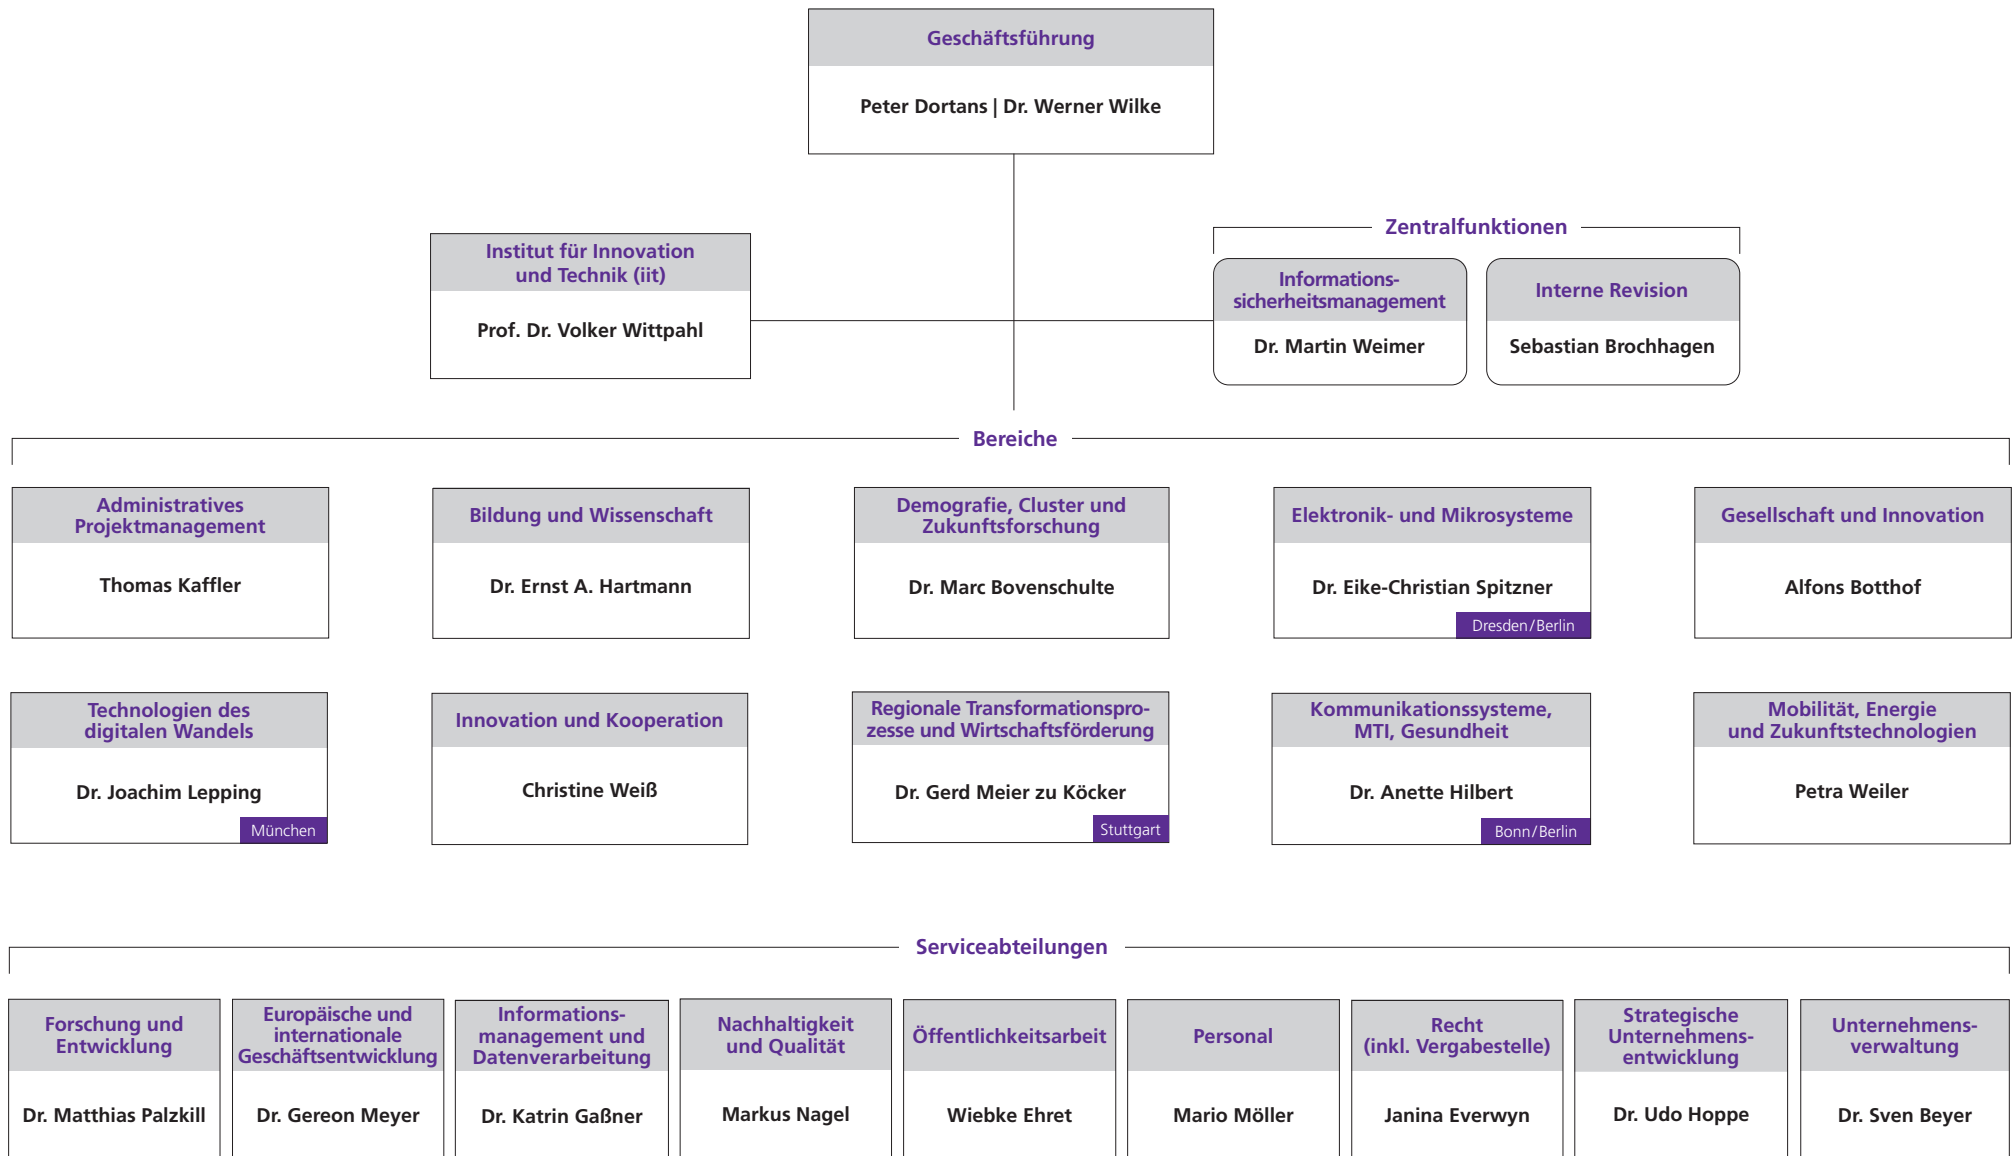 Geschäftsführung
Peter Dortans | Dr. Werner Wilke
Institut für Innovation
und Technik (iit)
Prof. Dr. Volker Wittpahl
Zentralfunktionen
Informations-
sicherheitsmanagement
Dr. Martin Weimer
Interne Revision
Sebastian Brochhagen
Bereiche
Administratives
Projektmanagement
Thomas Kaffler
Bildung und Wissenschaft
Dr. Ernst A. Hartmann
Demografie, Cluster und
Zukunftsforschung
Dr. Marc Bovenschulte
Elektronik- und Mikrosysteme
Dr. Eike-Christian Spitzner
Dresden/Berlin
Gesellschaft und Innovation
Alfons Botthof
Technologien des
digitalen Wandels
Dr. Joachim Lepping
München
Innovation und Kooperation
Christine Weiß
Regionale Transformationspro-
zesse und Wirtschaftsförderung
Dr. Gerd Meier zu Köcker
Stuttgart
Kommunikationssysteme,
MTI, Gesundheit
Dr. Anette Hilbert
Bonn/Berlin
Mobilität, Energie
und Zukunftstechnologien
Petra Weiler
Serviceabteilungen
Forschung und
Entwicklung
Dr. Matthias Palzkill
Europäische und
internationale
Geschäftsentwicklung
Dr. Gereon Meyer
Informations-
management und
Datenverarbeitung
Dr. Katrin Gaßner
Nachhaltigkeit
und Qualität
Markus Nagel
Öffentlichkeitsarbeit
Wiebke Ehret
Personal
Mario Möller
Recht
(inkl. Vergabestelle)
Janina Everwyn
Strategische
Unternehmens-
entwicklung
Dr. Udo Hoppe
Unternehmens-
verwaltung
Dr. Sven Beyer